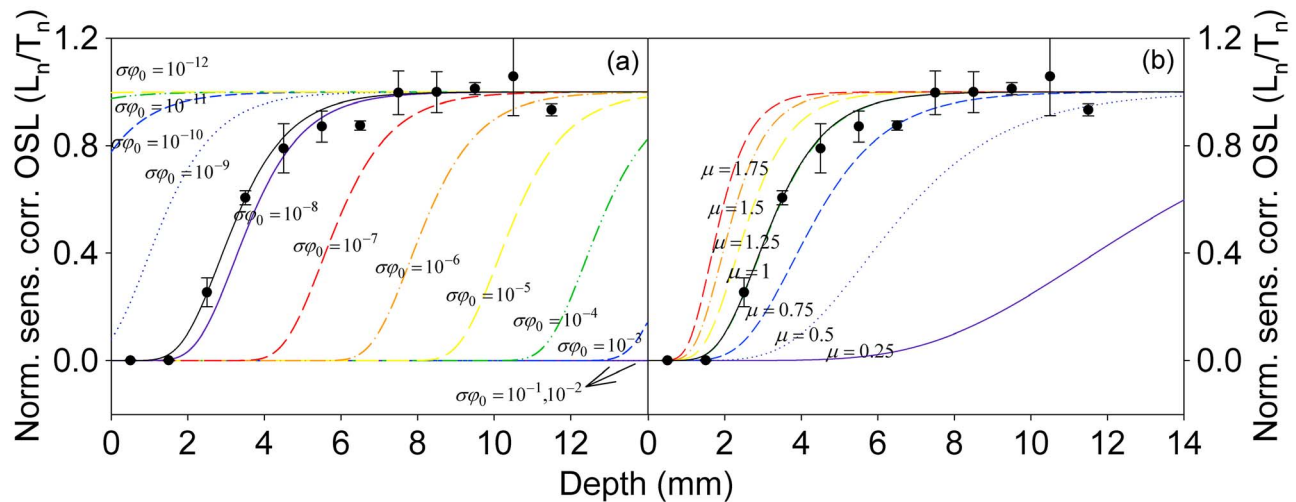 Norm. sens. corr. OSL (Lₙ/Tₙ)
1.2
0.8
0.4
0.0
(a)
σφ₀ = 10⁻¹²
σφ₀ = 10⁻¹¹
σφ₀ = 10⁻¹⁰
σφ₀ = 10⁻⁹
σφ₀ = 10⁻⁸
σφ₀ = 10⁻⁷
σφ₀ = 10⁻⁶
σφ₀ = 10⁻⁵
σφ₀ = 10⁻⁴
σφ₀ = 10⁻³
σφ₀ = 10⁻¹,10⁻²
0 2 4 6 8 10 12
(b)
μ = 1.75
μ = 1.5
μ = 1.25
μ = 1
μ = 0.75
μ = 0.5
μ = 0.25
0 2 4 6 8 10 12 14
1.2
0.8
0.4
0.0
Norm. sens. corr. OSL (Lₙ/Tₙ)
Depth (mm)